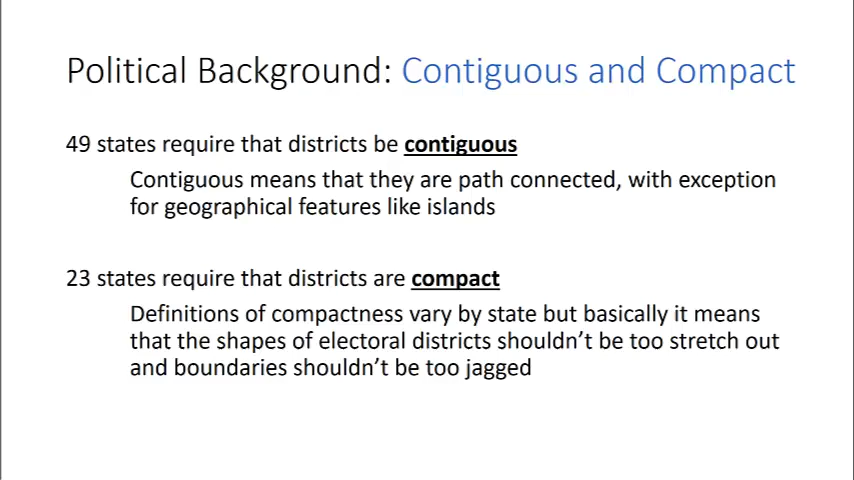 Political Background: Contiguous and Compact
49 states require that districts be contiguous
Contiguous means that they are path connected, with exception
for geographical features like islands
23 states require that districts are compact
Definitions of compactness vary by state but basically it means
that the shapes of electoral districts shouldn't be too stretch out
and boundaries shouldn't be too jagged